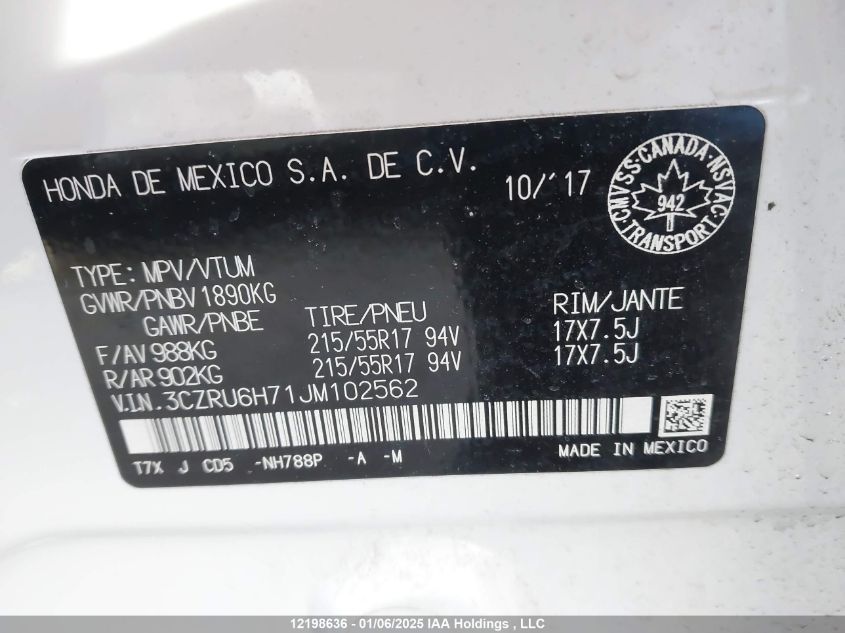 HONDA DE MEXICO S.A. DE C.V.
10/'17
CMVSS·CANADA·NSVAC·TRANSPORT·
942
TYPE: MPV/VTUM
GVWR/PNBV 1890KG
GAWR/PNBE TIRE/PNEU RIM/JANTE
F/AV 988KG 215/55R17 94V 17X7.5J
R/AR 902KG 215/55R17 94V 17X7.5J
V.I.N. 3CZRU6H71JM102562
T7X J CD5 -NH788P -A -M
MADE IN MEXICO
12198636 - 01/06/2025 IAA Holdings , LLC